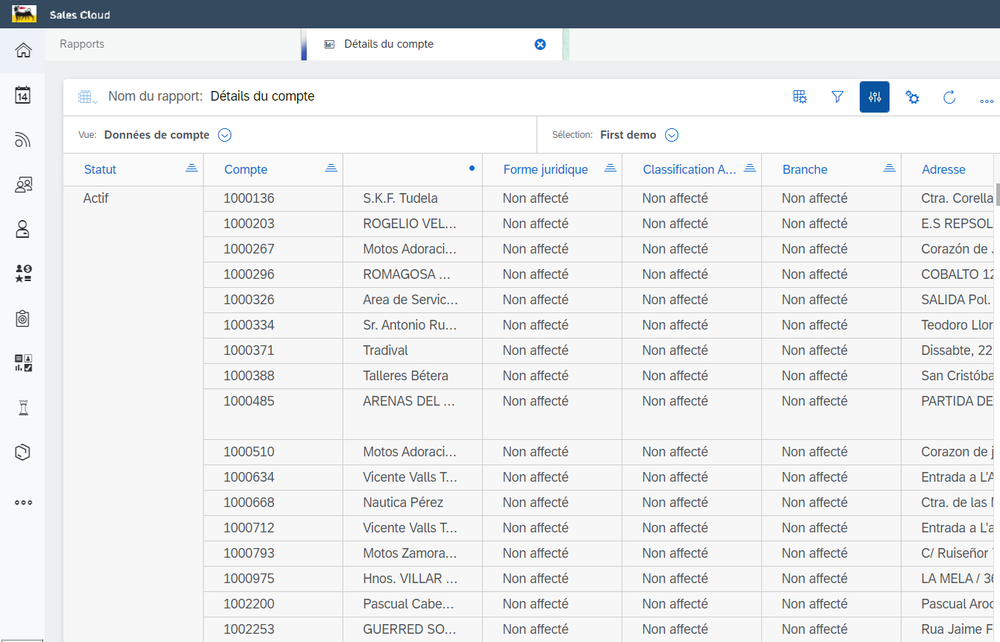 Sales Cloud
Rapports
Détails du compte
14
Nom du rapport: Détails du compte
Vue: Données de compte
Sélection: First demo
Statut Compte Forme juridique Classification A... Branche Adresse
Actif 1000136 S.K.F. Tudela Non affecté Non affecté Non affecté Ctra. Corella
1000203 ROGELIO VEL... Non affecté Non affecté Non affecté E.S REPSOL
1000267 Motos Adoraci... Non affecté Non affecté Non affecté Corazón de
1000296 ROMAGOSA ... Non affecté Non affecté Non affecté COBALTO 12
1000326 Area de Servic... Non affecté Non affecté Non affecté SALIDA Pol.
1000334 Sr. Antonio Ru... Non affecté Non affecté Non affecté Teodoro Llor
1000371 Tradival Non affecté Non affecté Non affecté Dissabte, 22
1000388 Talleres Bétera Non affecté Non affecté Non affecté San Cristóba
1000485 ARENAS DEL ... Non affecté Non affecté Non affecté PARTIDA DE
1000510 Motos Adoraci... Non affecté Non affecté Non affecté Corazon de j
1000634 Vicente Valls T... Non affecté Non affecté Non affecté Entrada a L'A
1000668 Nautica Pérez Non affecté Non affecté Non affecté Ctra. de las
1000712 Vicente Valls T... Non affecté Non affecté Non affecté Entrada a L'a
1000793 Motos Zamora... Non affecté Non affecté Non affecté C/ Ruiseñor
1000975 Hnos. VILLAR ... Non affecté Non affecté Non affecté LA MELA / 36
1002200 Pascual Cabe... Non affecté Non affecté Non affecté Pascual Aroc
1002253 GUERRED SO... Non affecté Non affecté Non affecté Rua Jaime F